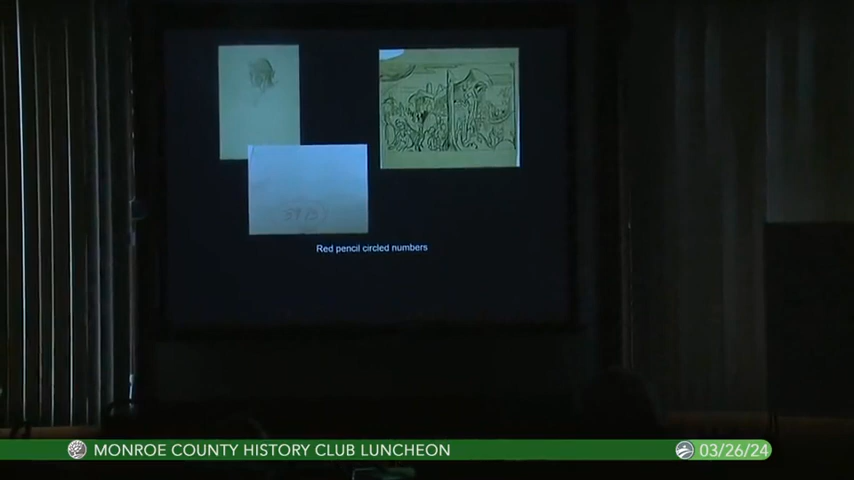 Red pencil circled numbers
MONROE COUNTY HISTORY CLUB LUNCHEON
03/26/24